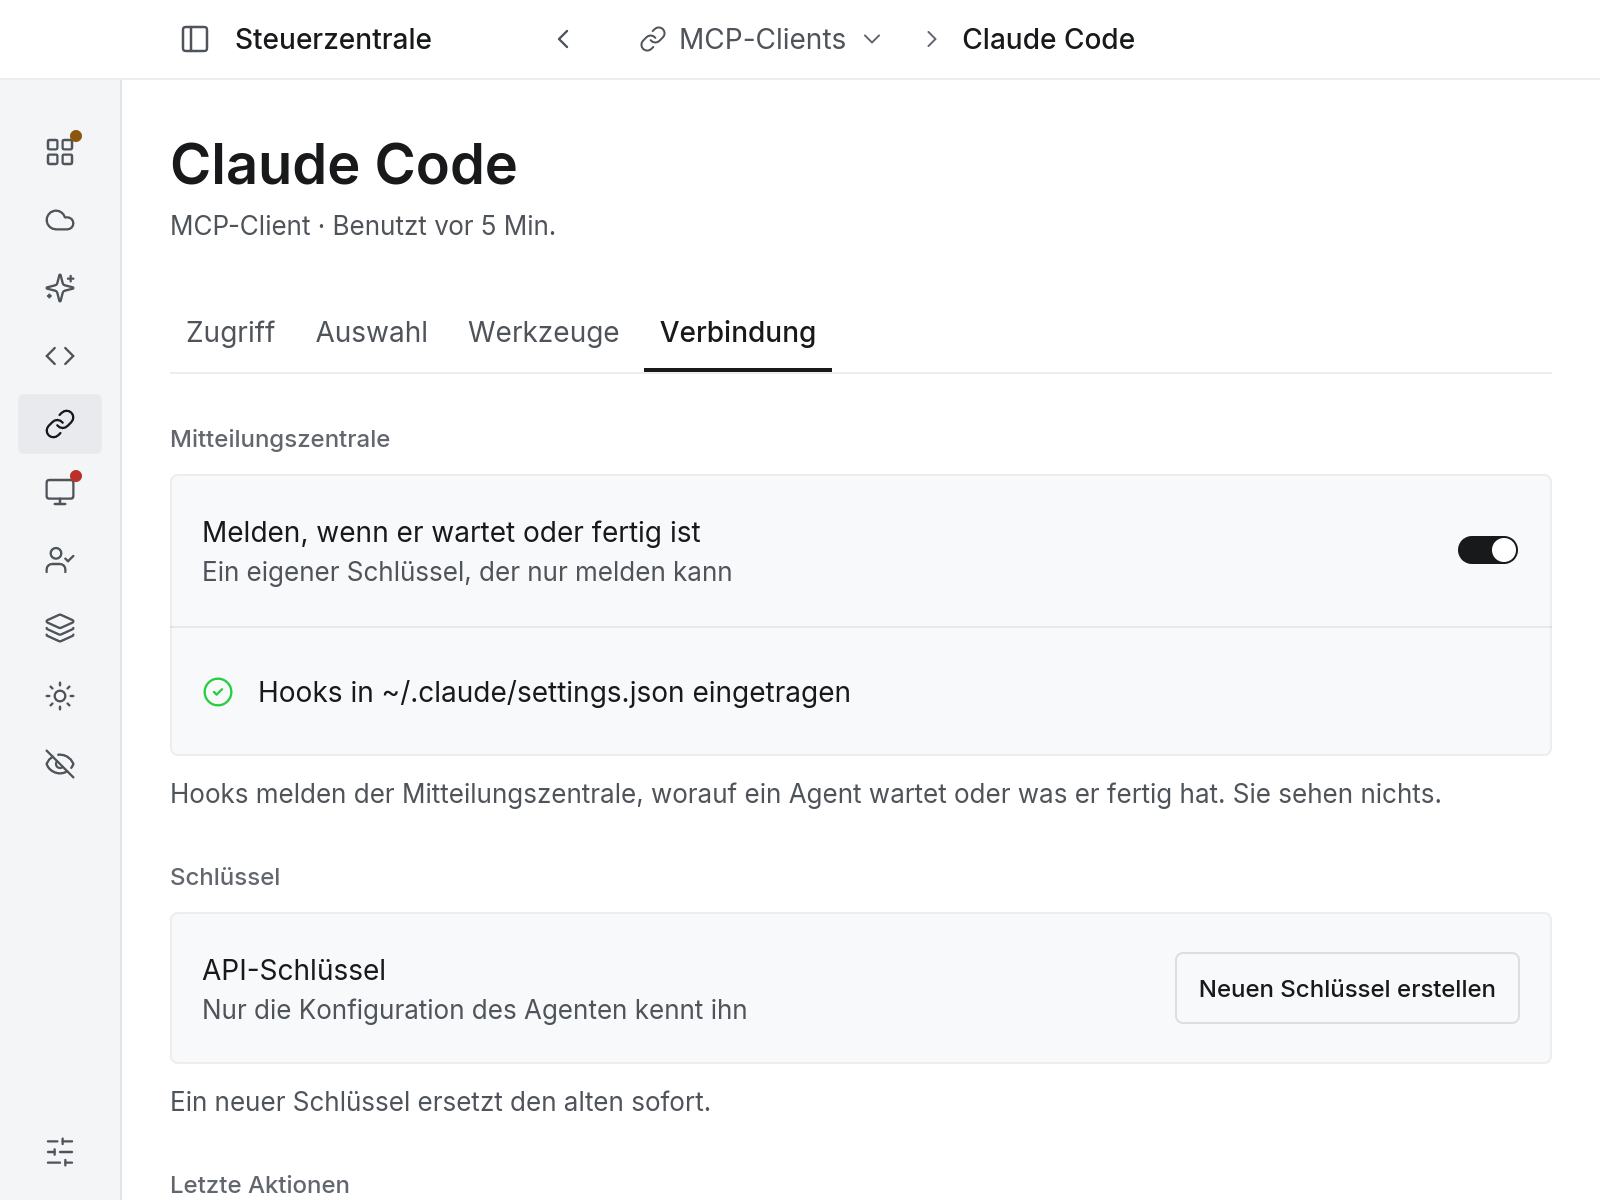 Steuerzentrale
MCP-Clients
Claude Code
Claude Code
MCP-Client · Benutzt vor 5 Min.
Zugriff
Auswahl
Werkzeuge
Verbindung
Mitteilungszentrale
Melden, wenn er wartet oder fertig ist
Ein eigener Schlüssel, der nur melden kann
Hooks in ~/.claude/settings.json eingetragen
Hooks melden der Mitteilungszentrale, worauf ein Agent wartet oder was er fertig hat. Sie sehen nichts.
Schlüssel
API-Schlüssel
Nur die Konfiguration des Agenten kennt ihn
Neuen Schlüssel erstellen
Ein neuer Schlüssel ersetzt den alten sofort.
Letzte Aktionen